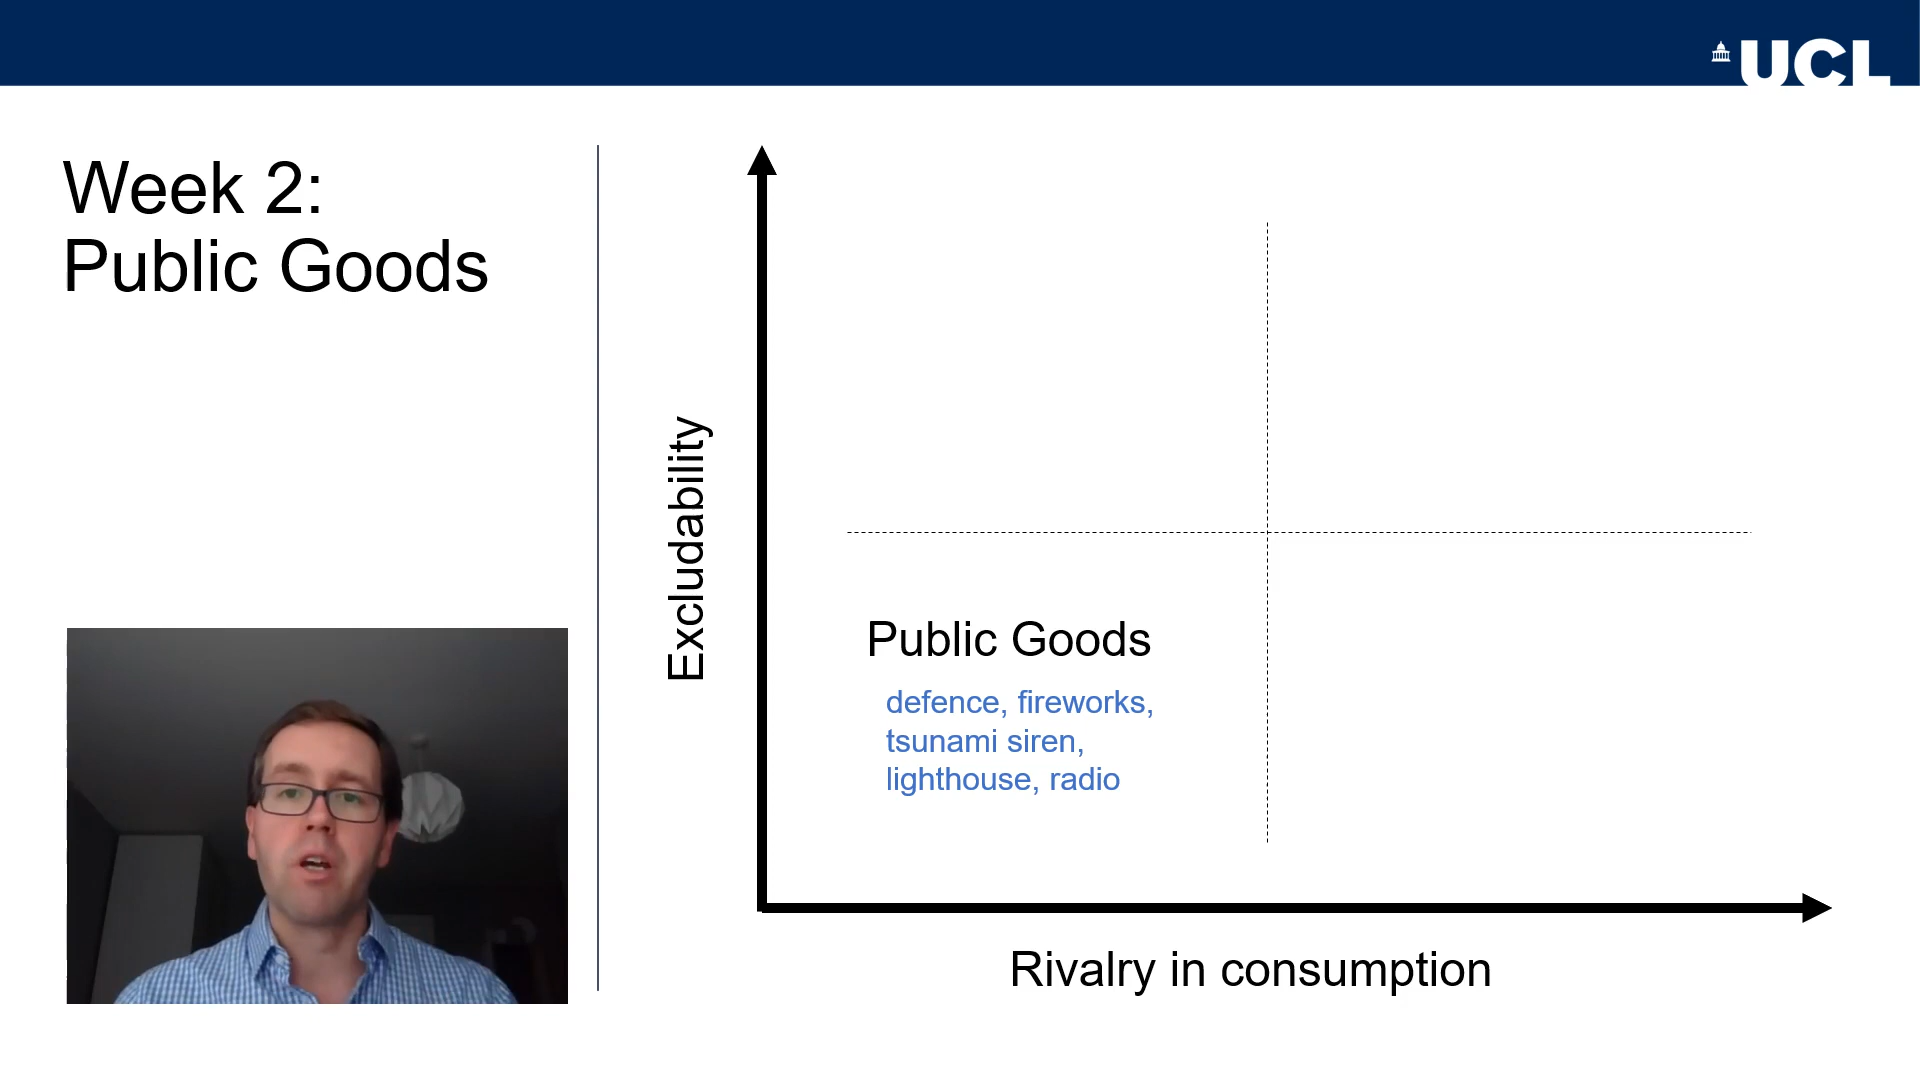 UCL
Week 2:
Public Goods
Excludability
Public Goods
defence, fireworks,
tsunami siren,
lighthouse, radio
Rivalry in consumption